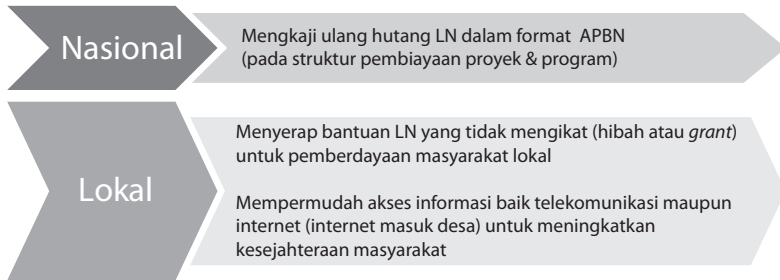 Nasional
Mengkaji ulang hutang LN dalam format APBN
(pada struktur pembiayaan proyek & program)
Lokal
Menyerap bantuan LN yang tidak mengikat (hibah atau grant)
untuk pemberdayaan masyarakat lokal
Mempermudah akses informasi baik telekomunikasi maupun
internet (internet masuk desa) untuk meningkatkan
kesejahteraan masyarakat